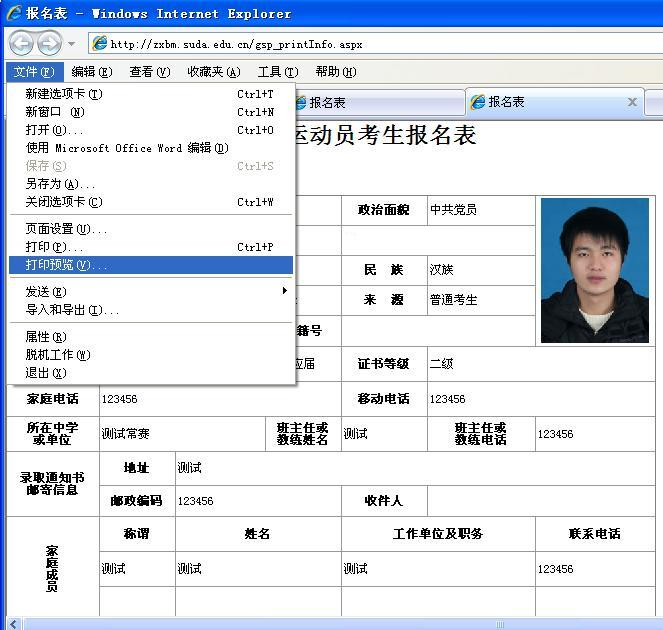 报名表 - Windows Internet Explorer
http://zxbm.suda.edu.cn/gsp_printInfo.aspx
文件(F) 编辑(E) 查看(V) 收藏夹(A) 工具(T) 帮助(H)
报名表 报名表
新建选项卡(T) Ctrl+T
新窗口 (N) Ctrl+N
打开(O)... Ctrl+O
使用 Microsoft Office Word 编辑(D)
保存(S) Ctrl+S
另存为(A)...
关闭选项卡(C) Ctrl+W
页面设置(U)...
打印(P)... Ctrl+P
打印预览(V)...
发送(E)
导入和导出(I)...
属性(R)
脱机工作(W)
退出(X)
运动员考生报名表
政治面貌 中共党员
民 族 汉族
来 源 普通考生
籍号
应届 证书等级 二级
家庭电话 123456 移动电话 123456
所在中学
或单位
测试常赛
班主任或
教练姓名
测试
班主任或
教练电话
123456
录取通知书
邮寄信息
地址 测试
邮政编码 123456 收件人
家庭成员
称谓 姓名 工作单位及职务 联系电话
测试 测试 测试 123456